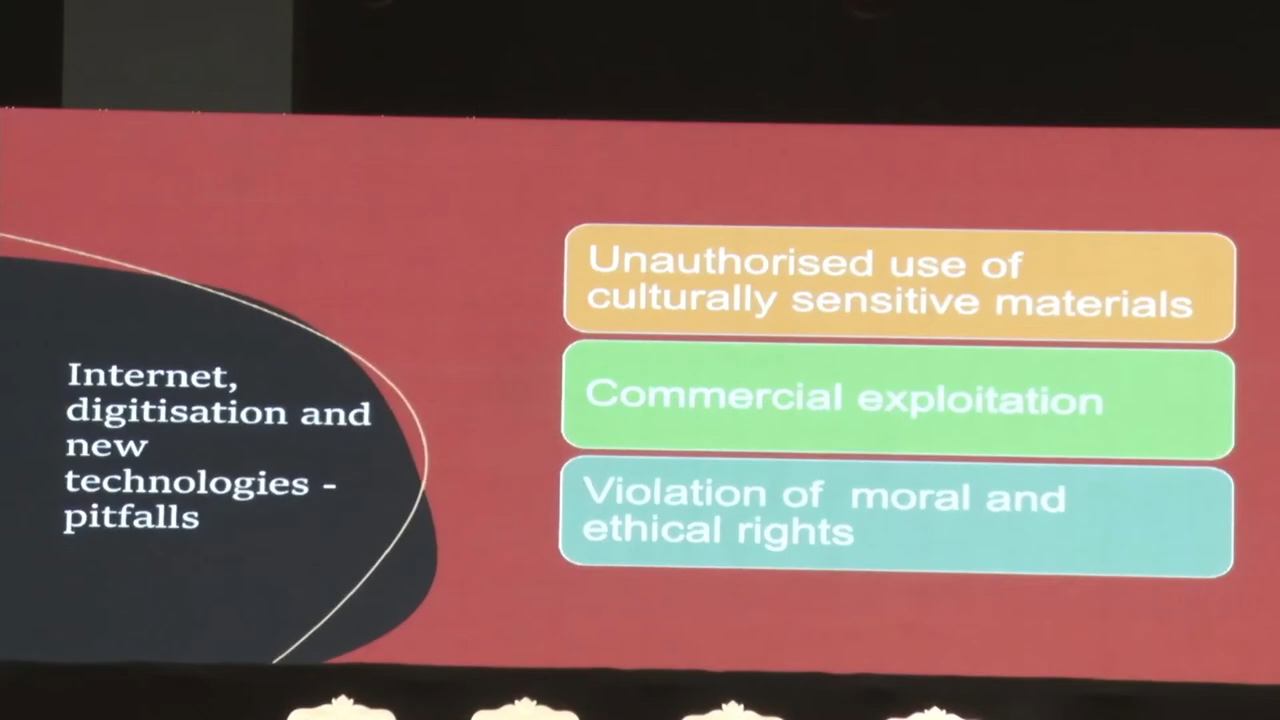 Internet,
digitisation and
new
technologies -
pitfalls
Unauthorised use of
culturally sensitive materials
Commercial exploitation
Violation of moral and
ethical rights